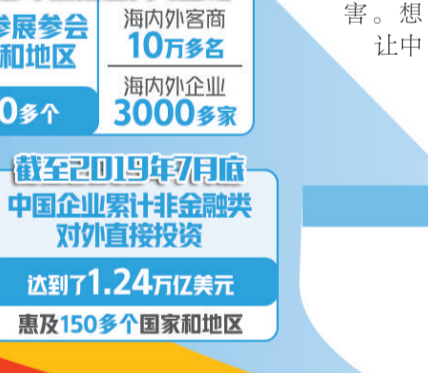 参展参会
和地区
0多个
海内外客商
10万多名
海内外企业
3000多家
害。想
让中
截至2019年7月底
中国企业累计非金融类
对外直接投资
达到了1.24万亿美元
惠及150多个国家和地区